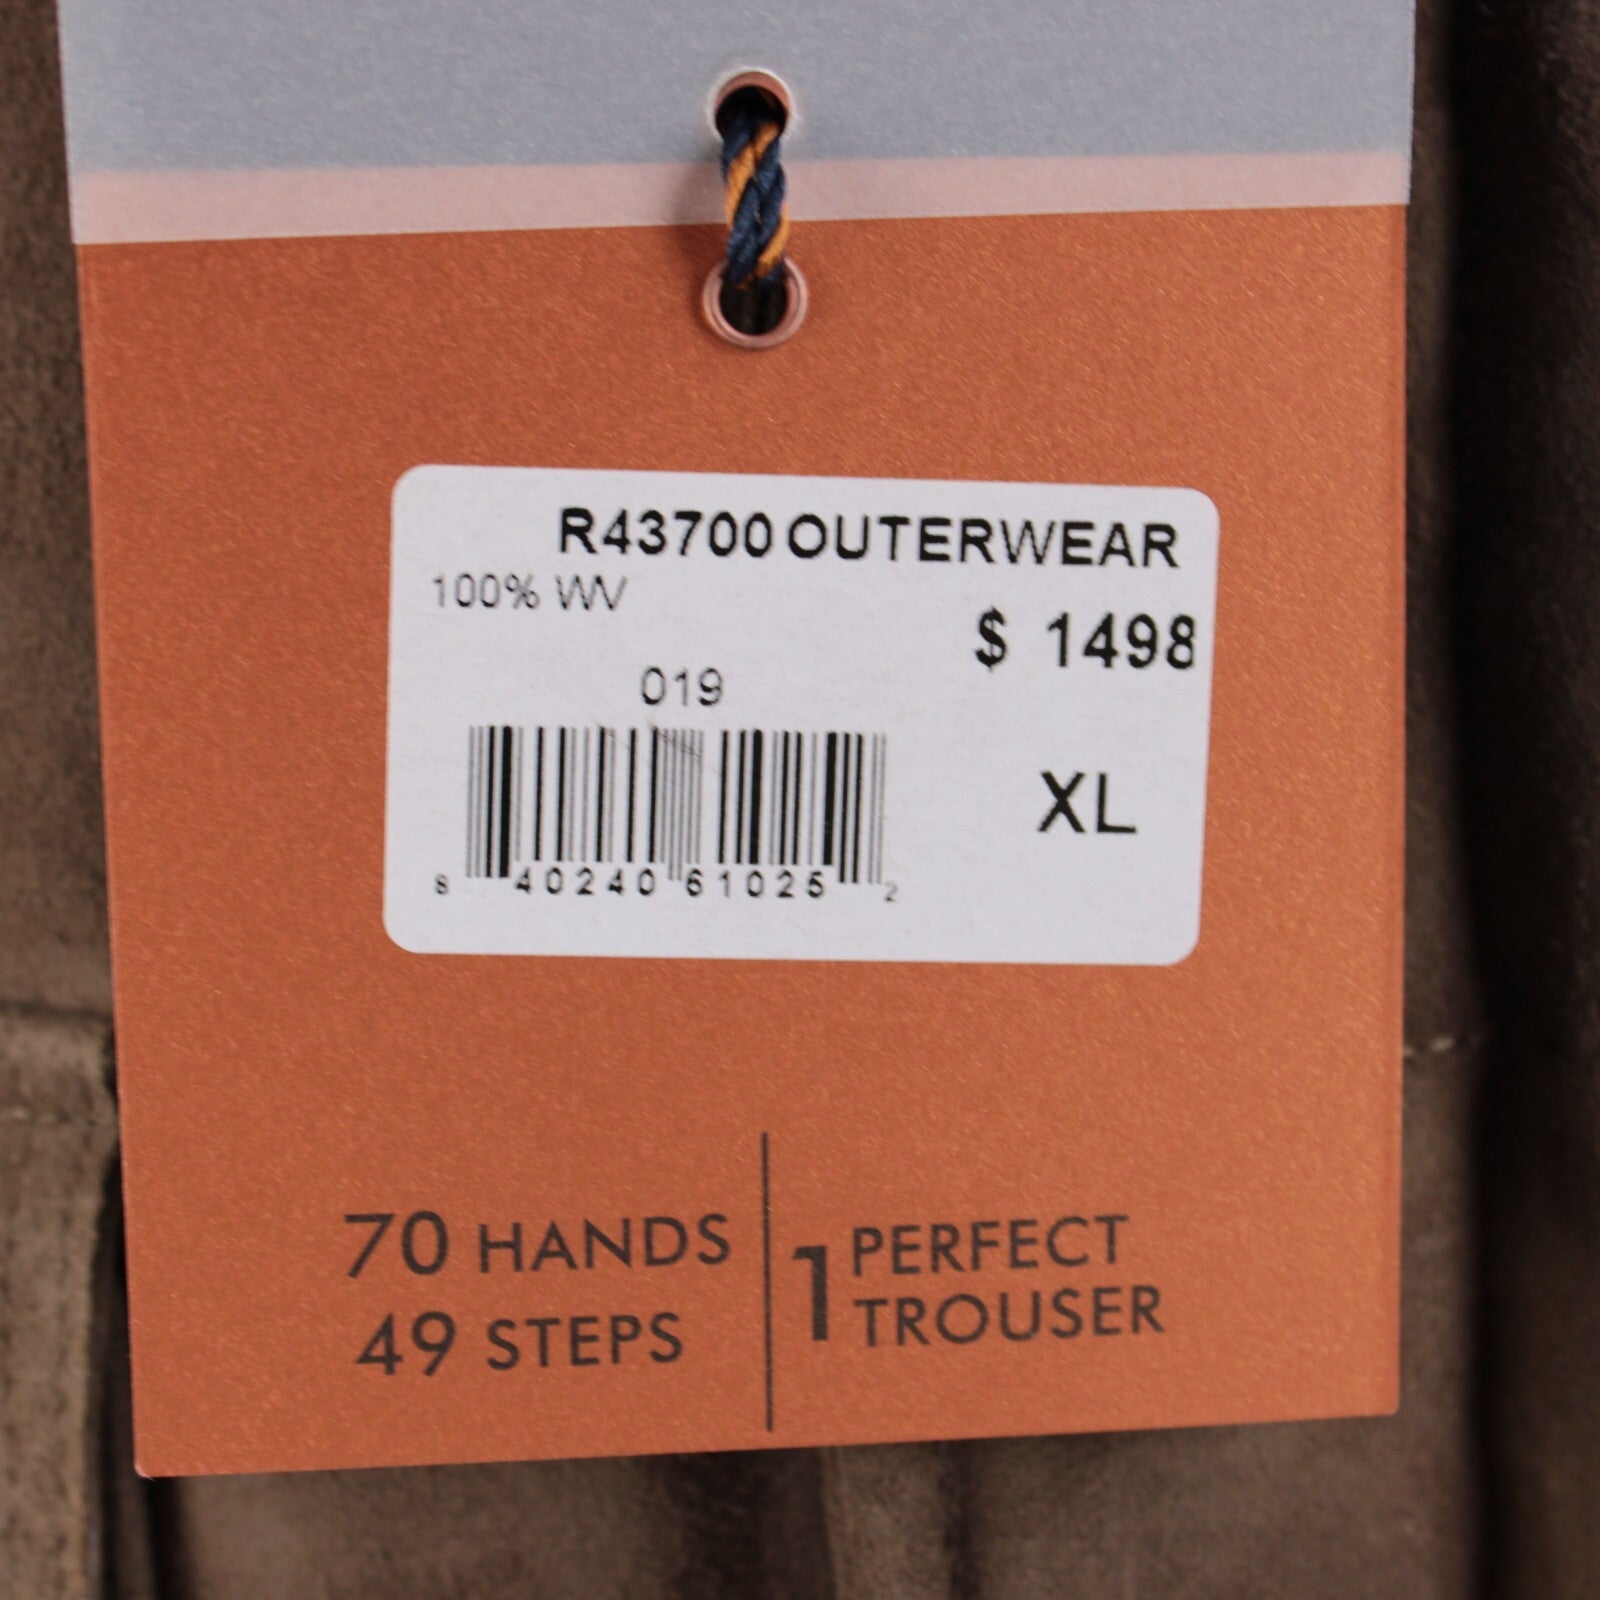 R43700 OUTERWEAR
100% WV
$ 1498
019
XL
8 40240 61025 2
70 HANDS
49 STEPS
1 PERFECT
TROUSER